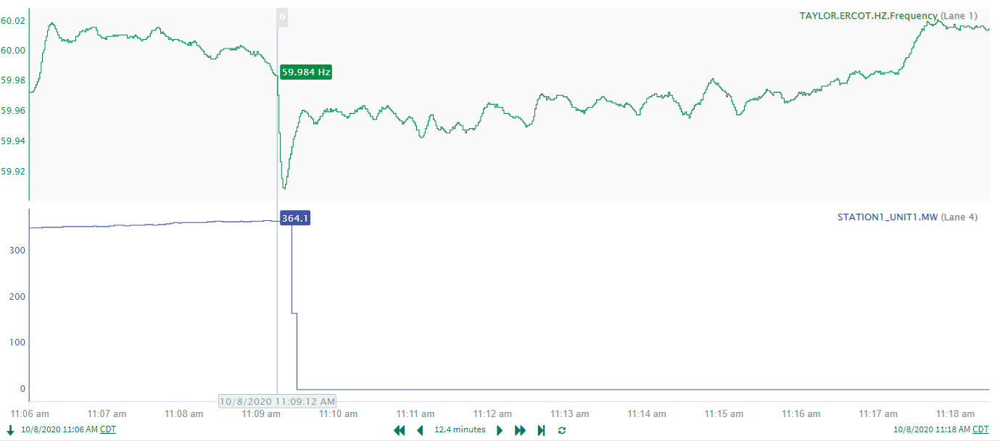 60.02
60.00
59.98
59.96
59.94
59.92
6
TAYLOR.ERCOT.HZ.Frequency (Lane 1)
59.984 Hz
364.1
STATION1_UNIT1.MW (Lane 4)
300
200
100
0
10/8/2020 11:09:12 AM
11:06 am 11:07 am 11:08 am 11:09 am 11:10 am 11:11 am 11:12 am 11:13 am 11:14 am 11:15 am 11:16 am 11:17 am 11:18 am
10/8/2020 11:06 AM CDT 12.4 minutes 10/8/2020 11:18 AM CDT